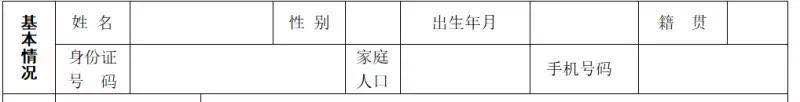 基本情况
姓 名 性 别 出生年月 籍 贯
身份证号 码 家庭人口 手机号码